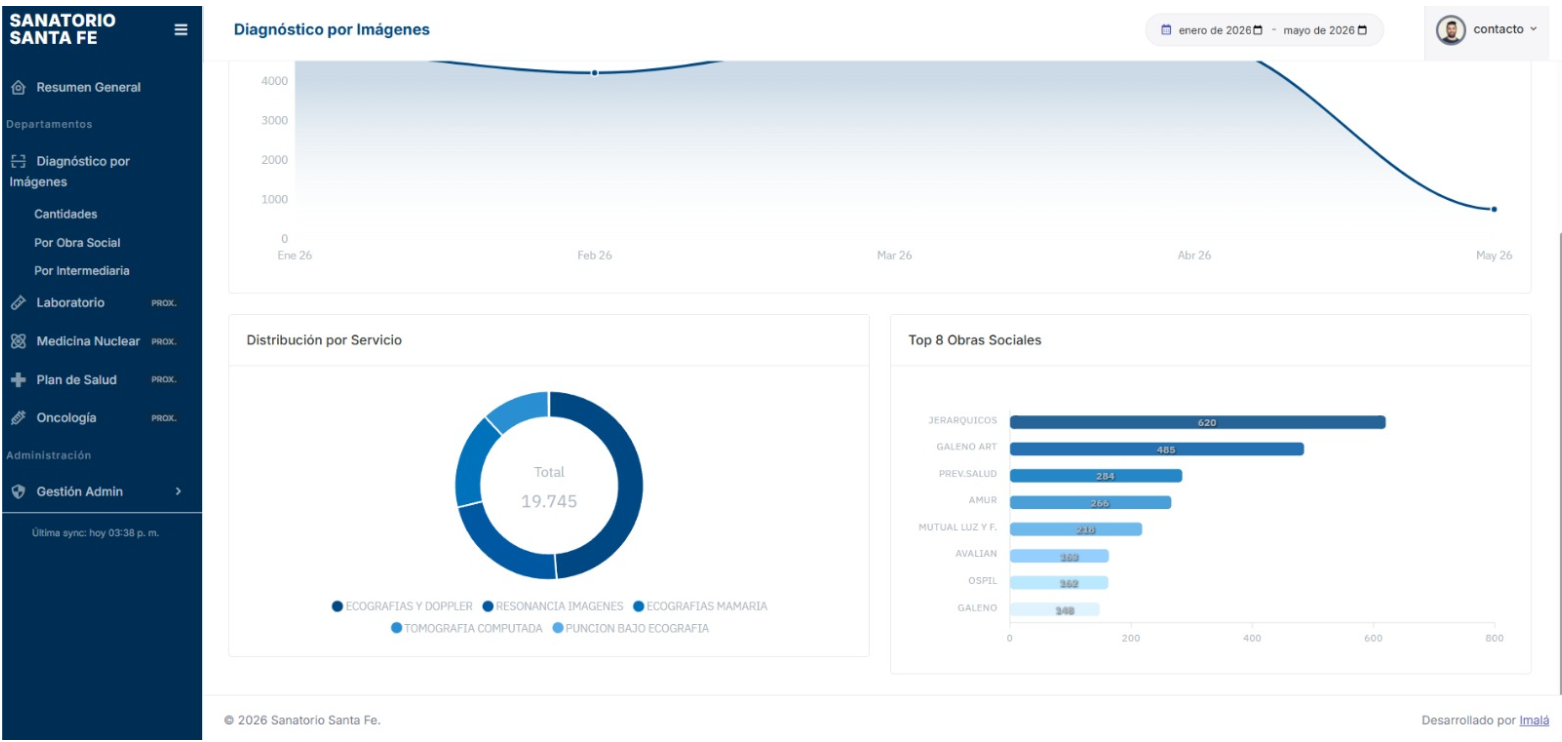 SANATORIO
SANTA FE
Diagnóstico por Imágenes
enero de 2026 - mayo de 2026
contacto
Resumen General
Departamentos
Diagnóstico por
Imágenes
Cantidades
Por Obra Social
Por Intermediaria
Laboratorio PROX.
Medicina Nuclear PROX.
Plan de Salud PROX.
Oncología PROX.
Administración
Gestión Admin
Última sync: hoy 03:38 p. m.
4000
3000
2000
1000
0
Ene 26 Feb 26 Mar 26 Abr 26 May 26
Distribución por Servicio
Total
19.745
ECOGRAFIAS Y DOPPLER RESONANCIA IMAGENES ECOGRAFIAS MAMARIA
TOMOGRAFIA COMPUTADA PUNCION BAJO ECOGRAFIA
Top 8 Obras Sociales
JERARQUICOS 620
GALENO ART 485
PREV.SALUD 284
AMUR 266
MUTUAL LUZ Y F.
AVALIAN 163
OSPIL 162
GALENO 148
0 200 400 600 800
© 2026 Sanatorio Santa Fe.
Desarrollado por Imalá